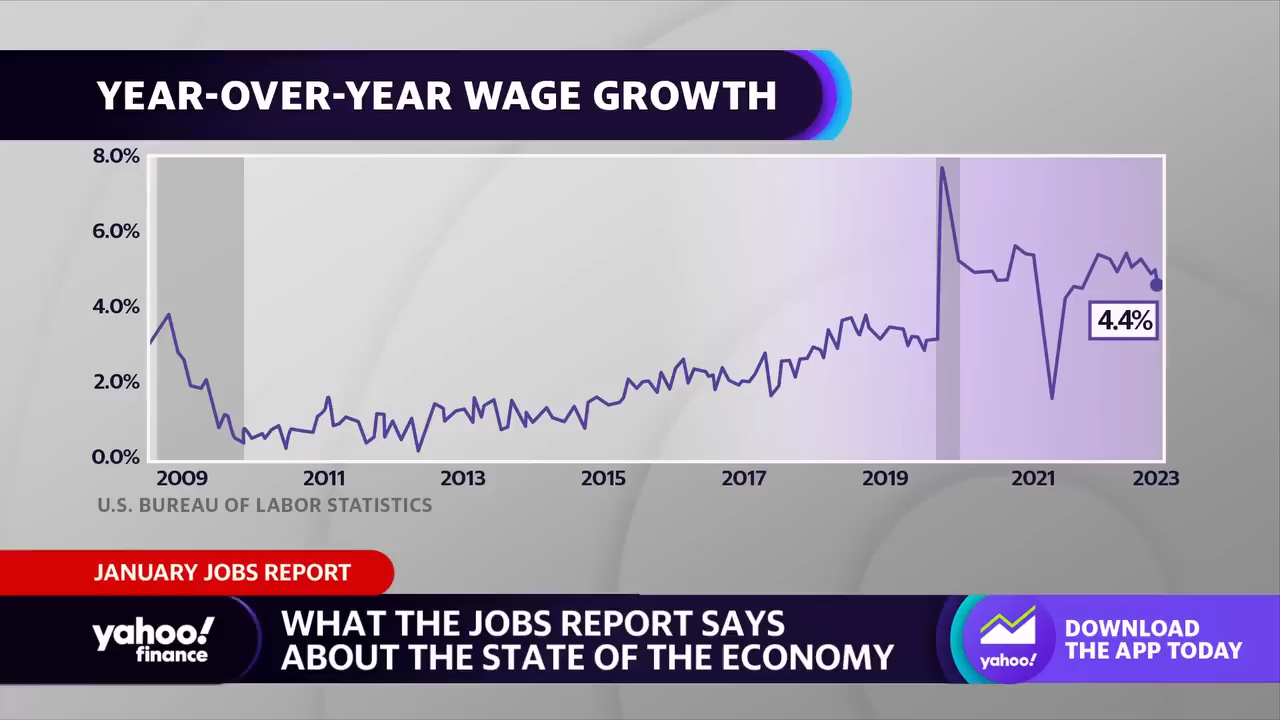 YEAR-OVER-YEAR WAGE GROWTH
8.0%
6.0%
4.0%
2.0%
0.0%
4.4%
2009 2011 2013 2015 2017 2019 2021 2023
U.S. BUREAU OF LABOR STATISTICS
JANUARY JOBS REPORT
yahoo!
finance
WHAT THE JOBS REPORT SAYS
ABOUT THE STATE OF THE ECONOMY
yahoo!
DOWNLOAD
THE APP TODAY